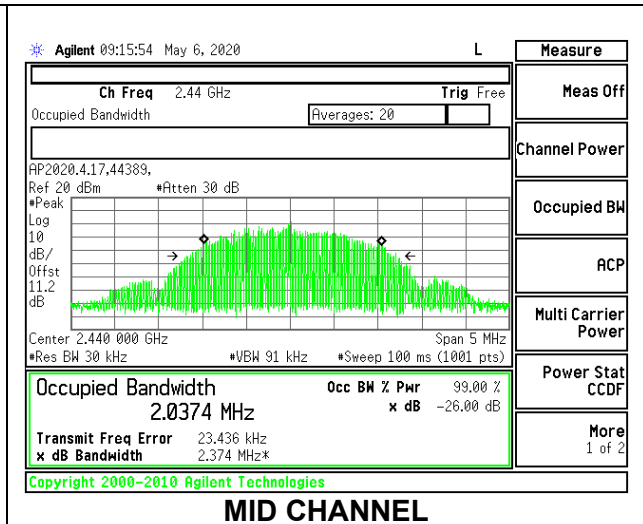 Agilent 09:15:54 May 6, 2020 L
Measure
Ch Freq 2.44 GHz Trig Free
Meas Off
Occupied Bandwidth Averages: 20
Channel Power
AP2020.4.17,44389,
Ref 20 dBm #Atten 30 dB
#Peak
Log
10
dB/
Offst
11.2
dB
Occupied BW
ACP
Multi Carrier
Power
Center 2.440 000 GHz Span 5 MHz
#Res BW 30 kHz #VBW 91 kHz #Sweep 100 ms (1001 pts)
Power Stat
CCDF
Occupied Bandwidth Occ BW % Pwr 99.00 %
2.0374 MHz x dB -26.00 dB
Transmit Freq Error 23.436 kHz
x dB Bandwidth 2.374 MHz*
More
1 of 2
Copyright 2000-2010 Agilent Technologies
MID CHANNEL